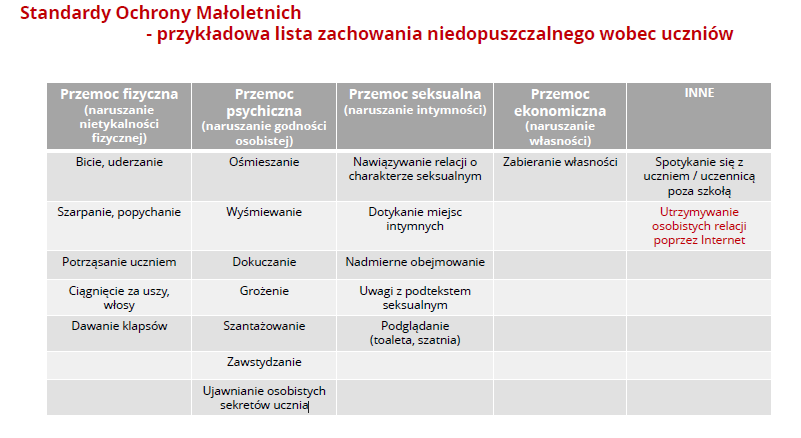 Standardy Ochrony Małoletnich
- przykładowa lista zachowania niedopuszczalnego wobec uczniów
Przemoc fizyczna
(naruszanie
nietykalności
fizycznej)
Przemoc
psychiczna
(naruszanie godności
osobistej)
Przemoc seksualna
(naruszanie intymności)
Przemoc
ekonomiczna
(naruszanie
własności)
INNE
Bicie, uderzanie
Ośmieszanie
Nawiązywanie relacji o
charakterze seksualnym
Zabieranie własności
Spotykanie się z
uczniem / uczennicą
poza szkołą
Szarpanie, popychanie
Wyśmiewanie
Dotykanie miejsc
intymnych
Utrzymywanie
osobistych relacji
poprzez Internet
Potrząsanie uczniem
Dokuczanie
Nadmierne obejmowanie
Ciągnięcie za uszy,
włosy
Grożenie
Uwagi z podtekstem
seksualnym
Dawanie klapsów
Szantażowanie
Podglądanie
(toaleta, szatnia)
Zawstydzanie
Ujawnianie osobistych
sekretów ucznia